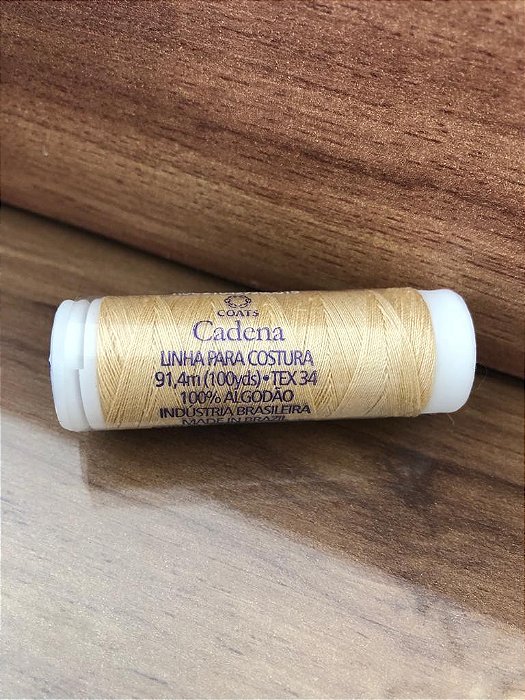 COATS
Cadena
LINHA PARA COSTURA
91,4m (100yds) • TEX 34
100% ALGODÃO
INDÚSTRIA BRASILEIRA
MADE IN BRAZIL